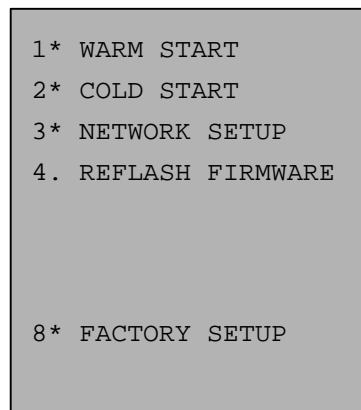 1* WARM START
2* COLD START
3* NETWORK SETUP
4. REFLASH FIRMWARE
8* FACTORY SETUP